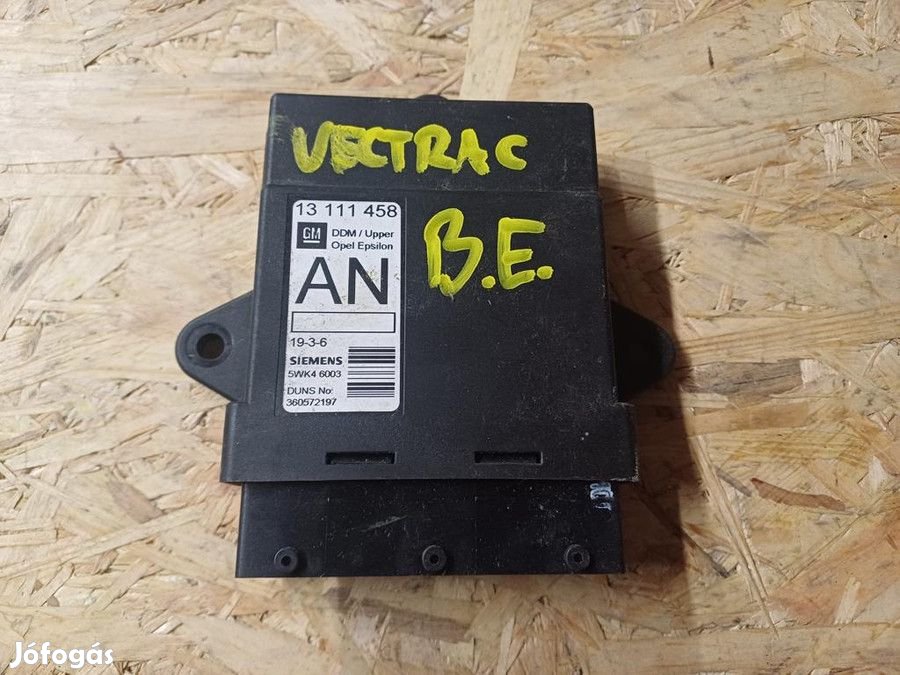 VECTRA C
B.E.
13 111 458
GM
DDM / Upper
Opel Epsilon
AN
19-3-6
SIEMENS
5WK4 6003
DUNS No:
360572197
Jófogás